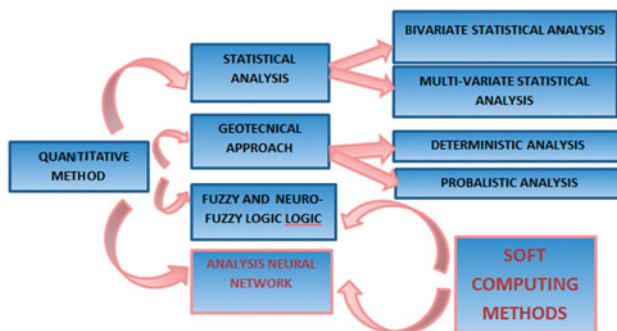 BIVARIATE STATISTICAL ANALYSIS
STATISTICAL
ANALYSIS
MULTI-VARIATE STATISTICAL
ANALYSIS
GEOTECNICAL
APPROACH
DETERMINISTIC ANALYSIS
QUANTITATIVE
METHOD
PROBALISTIC ANALYSIS
FUZZY AND NEURO-
FUZZY LOGIC LOGIC
ANALYSIS NEURAL
NETWORK
SOFT
COMPUTING
METHODS